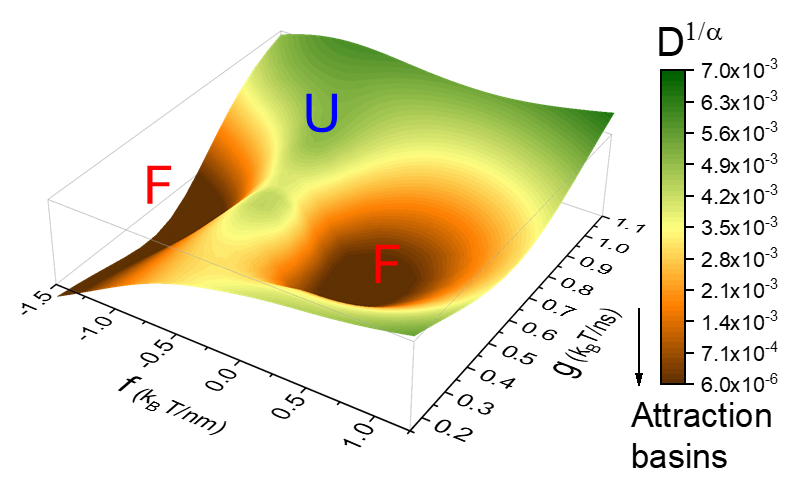 D^{1/α}
7.0x10^{-3}
6.3x10^{-3}
5.6x10^{-3}
4.9x10^{-3}
4.2x10^{-3}
3.5x10^{-3}
2.8x10^{-3}
2.1x10^{-3}
1.4x10^{-3}
7.1x10^{-4}
6.0x10^{-6}
Attraction
basins
U
F
F
-1.5
-1.0
-0.5
0.0
0.5
1.0
f (k_B T/nm)
0.2
0.3
0.4
0.5
0.6
0.7
0.8
0.9
1.0
1.1
g (k_BT/ns)